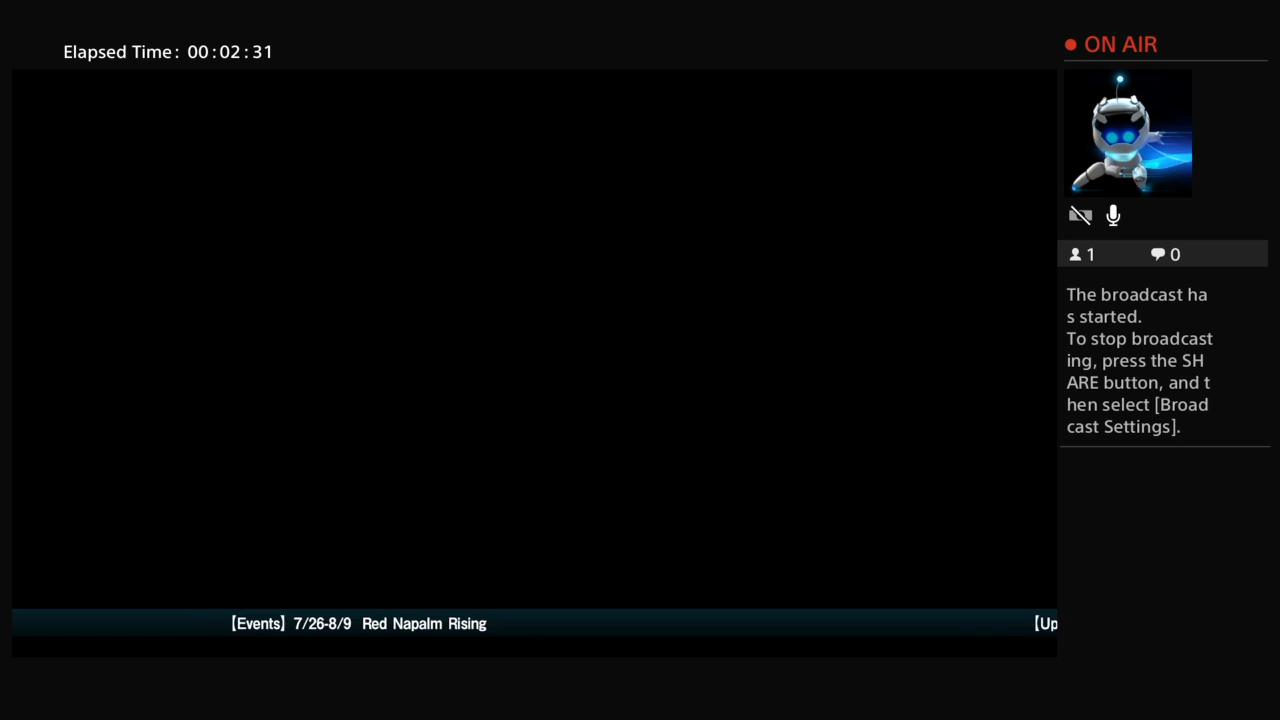 Elapsed Time: 00:02:31
ON AIR
1 0
The broadcast ha
s started.
To stop broadcast
ing, press the SH
ARE button, and t
hen select [Broad
cast Settings].
【Events】 7/26-8/9 Red Napalm Rising 【Up